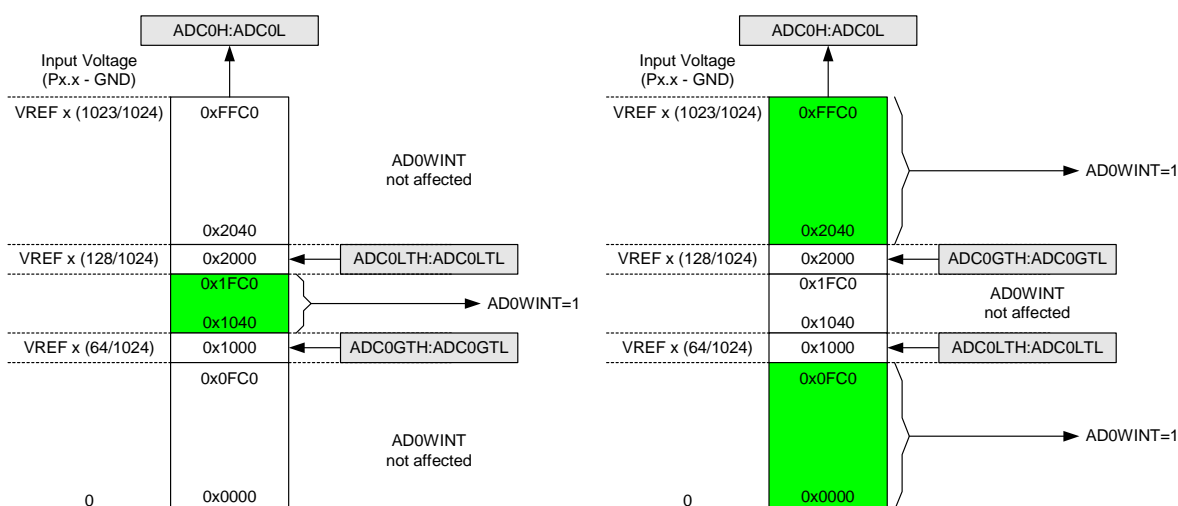 ADC0H:ADC0L
Input Voltage
(Px.x - GND)
VREF x (1023/1024)
0xFFC0
AD0WINT
not affected
0x2040
VREF x (128/1024)
0x2000
ADC0LTH:ADC0LTL
0x1FC0
AD0WINT=1
0x1040
VREF x (64/1024)
0x1000
ADC0GTH:ADC0GTL
0x0FC0
AD0WINT
not affected
0
0x0000
ADC0H:ADC0L
Input Voltage
(Px.x - GND)
VREF x (1023/1024)
0xFFC0
AD0WINT=1
0x2040
VREF x (128/1024)
0x2000
ADC0GTH:ADC0GTL
0x1FC0
AD0WINT
not affected
0x1040
VREF x (64/1024)
0x1000
ADC0LTH:ADC0LTL
0x0FC0
AD0WINT=1
0
0x0000